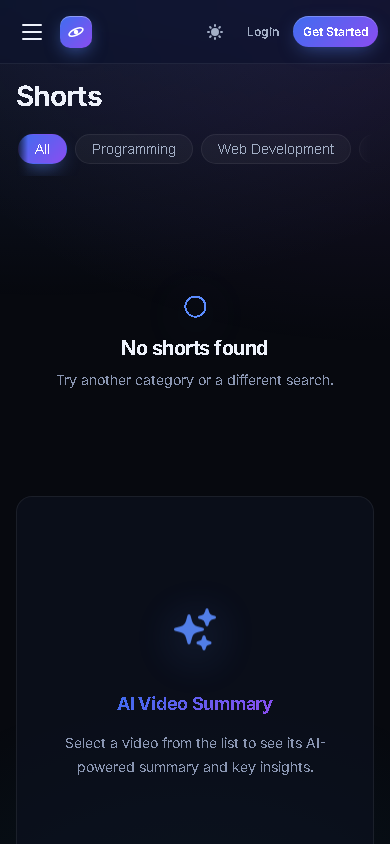 Login
Get Started
Shorts
All
Programming
Web Development
No shorts found
Try another category or a different search.
AI Video Summary
Select a video from the list to see its AI-
powered summary and key insights.